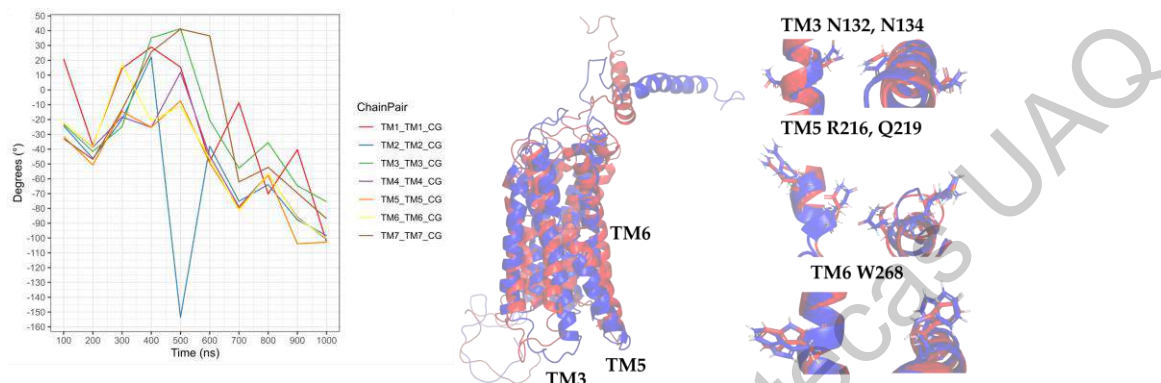 50
40
30
20
10
0
-10
-20
-30
-40
-50
-60
-70
-80
-90
-100
-110
-120
-130
-140
-150
-160
Degrees (°)
100 200 300 400 500 600 700 800 900 1000
Time (ns)
ChainPair
TM1_TM1_CG
TM2_TM2_CG
TM3_TM3_CG
TM4_TM4_CG
TM5_TM5_CG
TM6_TM6_CG
TM7_TM7_CG
TM6
TM5
TM3
TM3 N132, N134
TM5 R216, Q219
TM6 W268
tecas UAQ